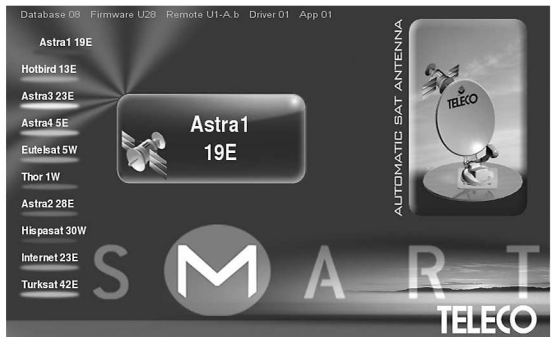 Database 08 Firmware U28 Remote U1-A.b Driver 01 App 01
Astra1 19E
Hotbird 13E
Astra3 23E
Astra4 5E
Eutelsat 5W
Thor 1W
Astra2 28E
Hispasat 30W
Internet 23E
Turksat 42E
Astra1
19E
AUTOMATIC SAT ANTENNA
TELECO
SMART
TELECO